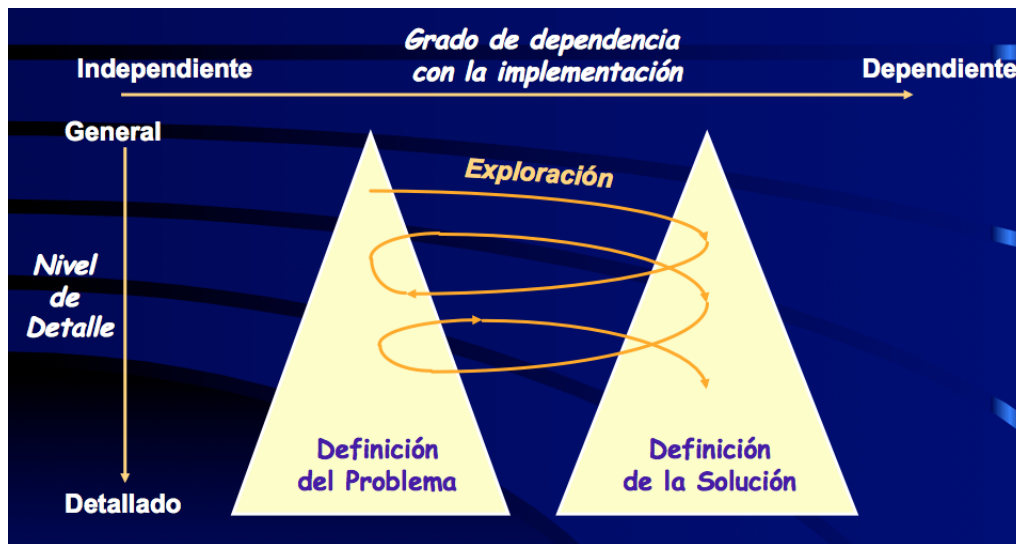 Grado de dependencia
con la implementación
Independiente
Dependiente
General
Exploración
Nivel
de
Detalle
Definición
del Problema
Definición
de la Solución
Detallado